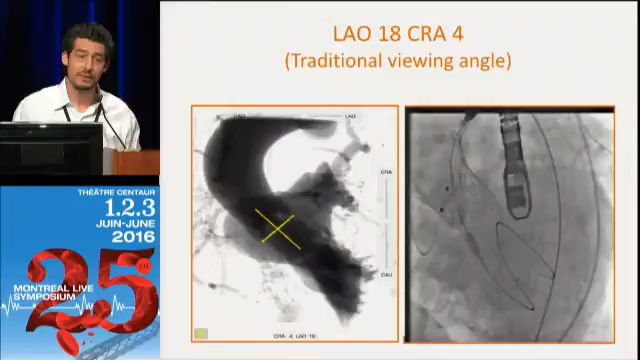 LAO 18 CRA 4
(Traditional viewing angle)
LAO
CRA
CAU
CRA 4 LAO 18
THÉÂTRE CENTAUR
1.2.3
JUIN-JUNE
2016
25
MONTREAL LIVE
SYMPOSIUM